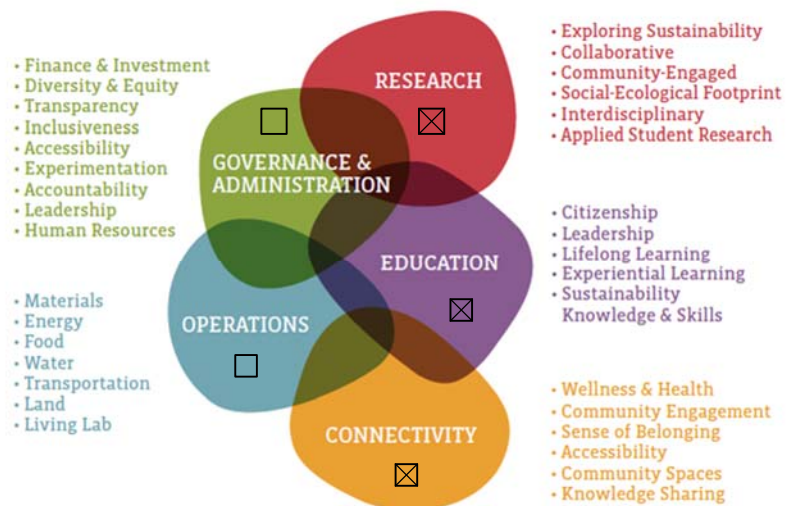 • Finance & Investment
• Diversity & Equity
• Transparency
• Inclusiveness
• Accessibility
• Experimentation
• Accountability
• Leadership
• Human Resources
• Materials
• Energy
• Food
• Water
• Transportation
• Land
• Living Lab
RESEARCH
GOVERNANCE &
ADMINISTRATION
EDUCATION
OPERATIONS
CONNECTIVITY
• Exploring Sustainability
• Collaborative
• Community-Engaged
• Social-Ecological Footprint
• Interdisciplinary
• Applied Student Research
• Citizenship
• Leadership
• Lifelong Learning
• Experiential Learning
• Sustainability
Knowledge & Skills
• Wellness & Health
• Community Engagement
• Sense of Belonging
• Accessibility
• Community Spaces
• Knowledge Sharing